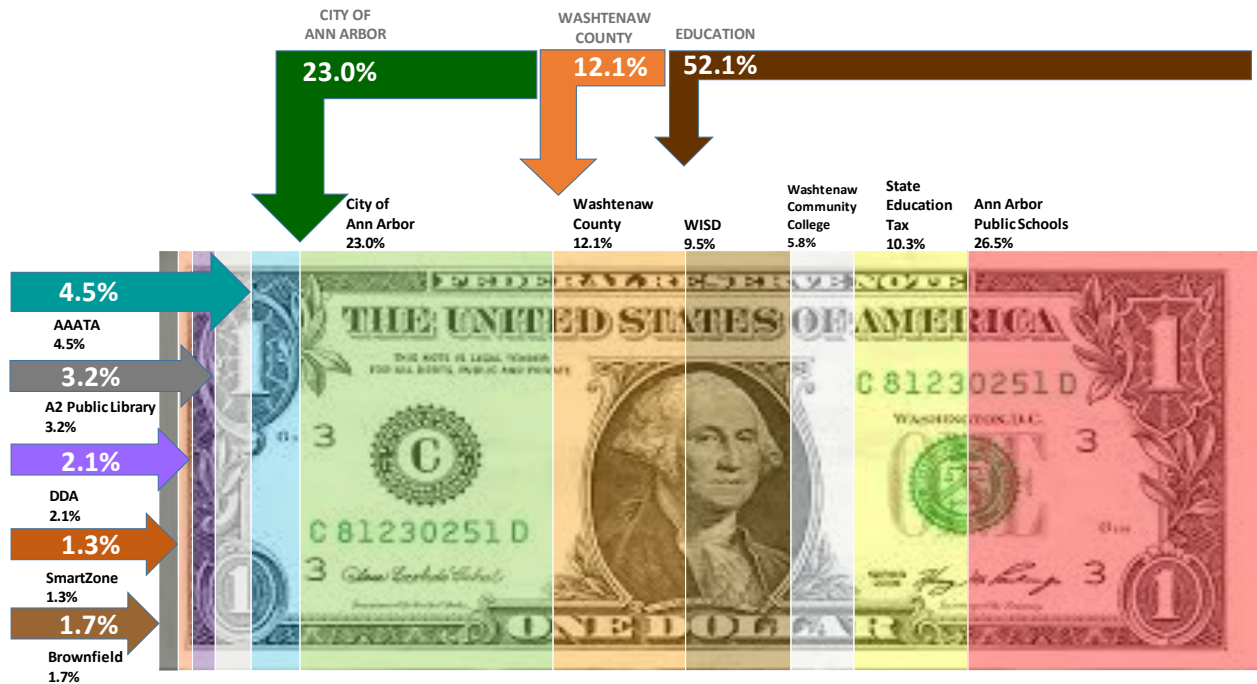 CITY OF
ANN ARBOR
23.0%
WASHTENAW
COUNTY
12.1%
EDUCATION
52.1%
City of
Ann Arbor
23.0%
Washtenaw
County
12.1%
WISD
9.5%
Washtenaw
Community
College
5.8%
State
Education
Tax
10.3%
Ann Arbor
Public Schools
26.5%
4.5%
AAATA
4.5%
3.2%
A2 Public Library
3.2%
2.1%
DDA
2.1%
1.3%
SmartZone
1.3%
1.7%
Brownfield
1.7%
FEDERAL RESERVE NOTE
THE UNITED STATES OF AMERICA
THIS NOTE IS LEGAL TENDER
FOR ALL DEBTS, PUBLIC AND PRIVATE
C 81230251 D
WASHINGTON, D.C.
1
1
3
3
C
ONE
C 81230251 D
3
3
1
1
ONE DOLLAR